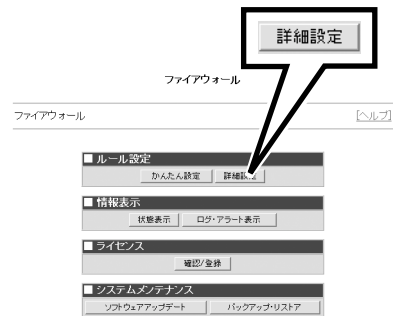 詳細設定
ファイアウォール
ファイアウォール [ヘルプ]
■ ルール設定
かんたん設定 詳細設定
■ 情報表示
状態表示 ログ・アラート表示
■ ライセンス
確認/登録
■ システムメンテナンス
ソフトウェアアップデート バックアップ・リストア